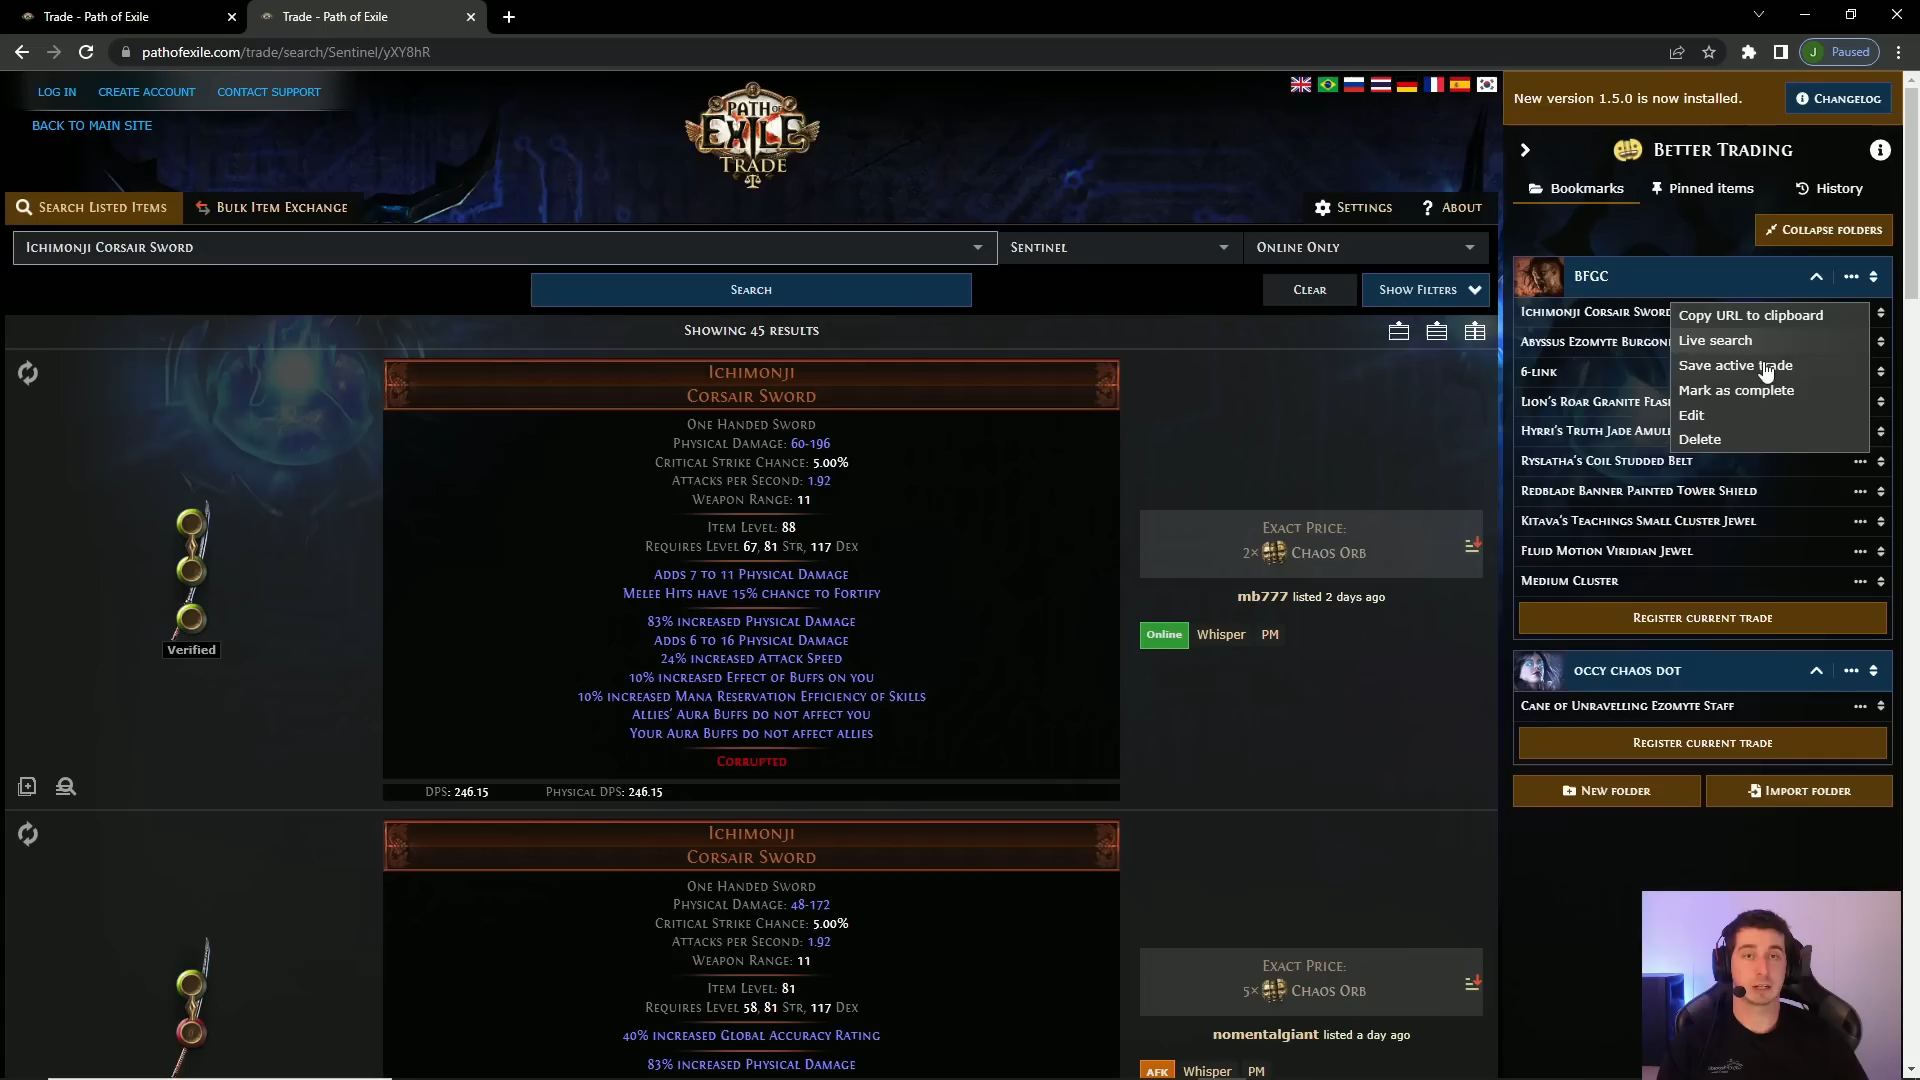 Trade - Path of Exile
Trade - Path of Exile
pathofexile.com/trade/search/Sentinel/yXY8hR
J Paused
LOG IN CREATE ACCOUNT CONTACT SUPPORT
BACK TO MAIN SITE
PATH OF
EXILE
TRADE
New version 1.5.0 is now installed.
Changelog
Better Trading
Bookmarks Pinned items History
Collapse folders
Search Listed Items Bulk Item Exchange Settings ? About
Ichimonji Corsair Sword Sentinel Online Only
Search Clear Show Filters
Showing 45 results
Ichimonji
Corsair Sword
One Handed Sword
Physical Damage: 60-196
Critical Strike Chance: 5.00%
Attacks per Second: 1.92
Weapon Range: 11
Item Level: 88
Requires Level 67, 81 Str, 117 Dex
Adds 7 to 11 Physical Damage
Melee Hits have 15% chance to Fortify
83% increased Physical Damage
Adds 6 to 16 Physical Damage
24% increased Attack Speed
10% increased Effect of Buffs on you
10% increased Mana Reservation Efficiency of Skills
Allies' Aura Buffs do not affect you
Your Aura Buffs do not affect allies
Corrupted
DPS: 246.15 Physical DPS: 246.15
Verified
Exact Price:
2× Chaos Orb
mb777 listed 2 days ago
Online Whisper PM
Ichimonji
Corsair Sword
One Handed Sword
Physical Damage: 48-172
Critical Strike Chance: 5.00%
Attacks per Second: 1.92
Weapon Range: 11
Item Level: 81
Requires Level 58, 81 Str, 117 Dex
40% increased Global Accuracy Rating
83% increased Physical Damage
Exact Price:
5× Chaos Orb
nomentalgiant listed a day ago
AFK Whisper PM
BFGC
Ichimonji Corsair Sword
Abyssus Ezomyte
6-link
Lion's Roar Granite
Hyrri's Truth Jade
Ryslatha's Coil Studded Belt
Redblade Banner Painted Tower Shield
Kitava's Teachings Small Cluster Jewel
Fluid Motion Viridian Jewel
Medium Cluster
Register current trade
Copy URL to clipboard
Live search
Save active trade
Mark as complete
Edit
Delete
OCCY CHAOS DOT
Cane of Unravelling Ezomyte Staff
Register current trade
New folder Import folder